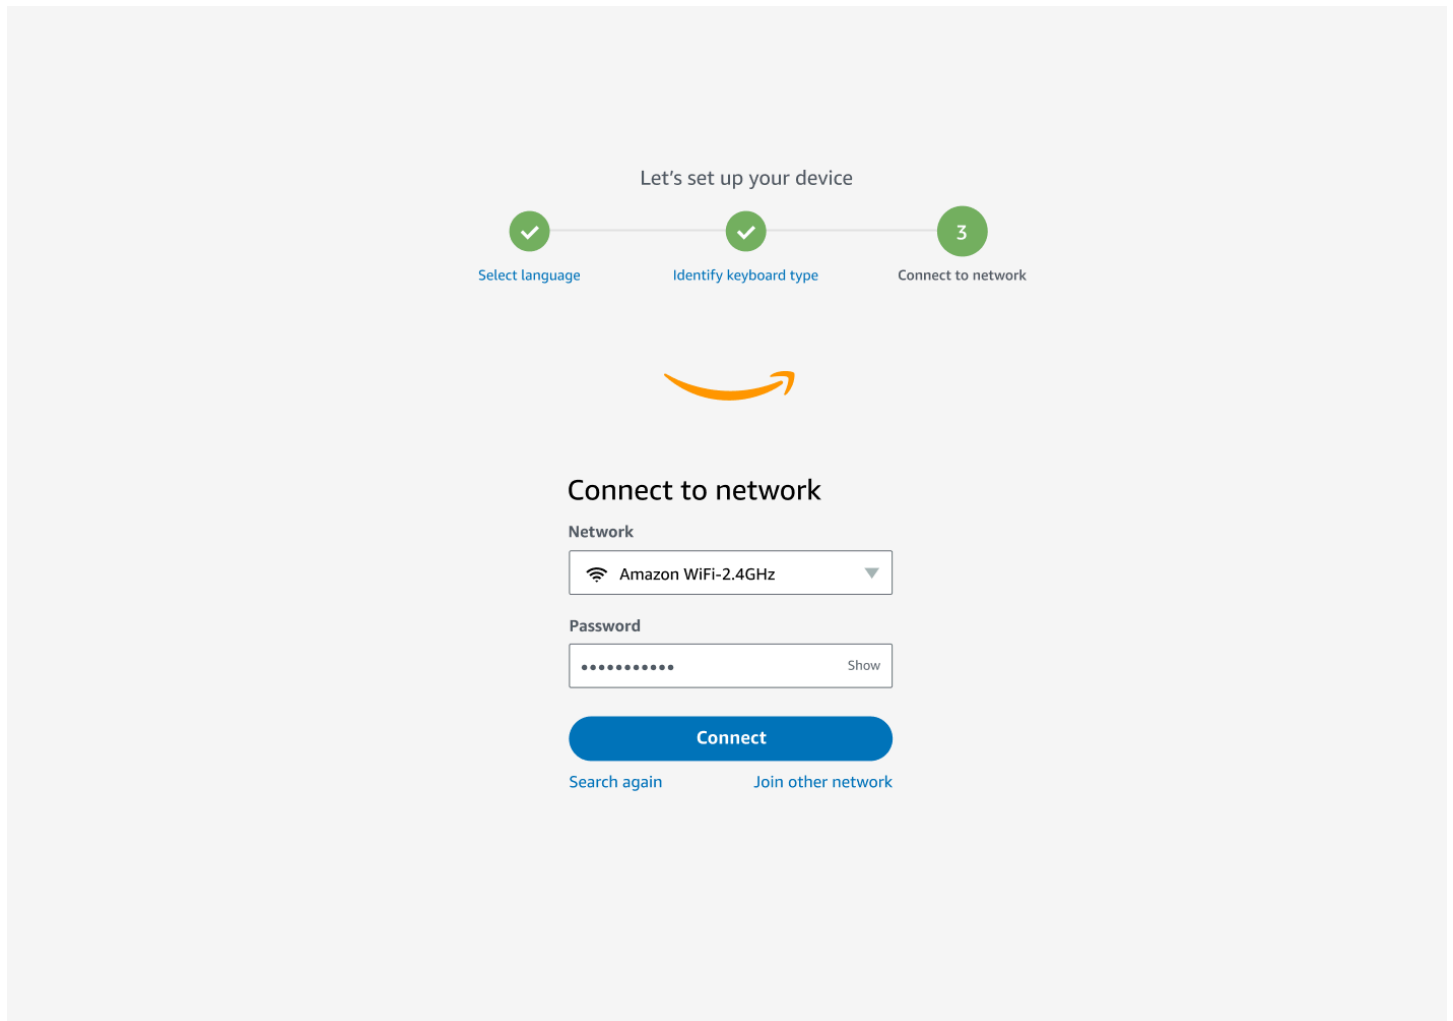 Let’s set up your device
3
Select language
Identify keyboard type
Connect to network
Connect to network
Network
Amazon WiFi-2.4GHz
Password
Show
Connect
Search again
Join other network